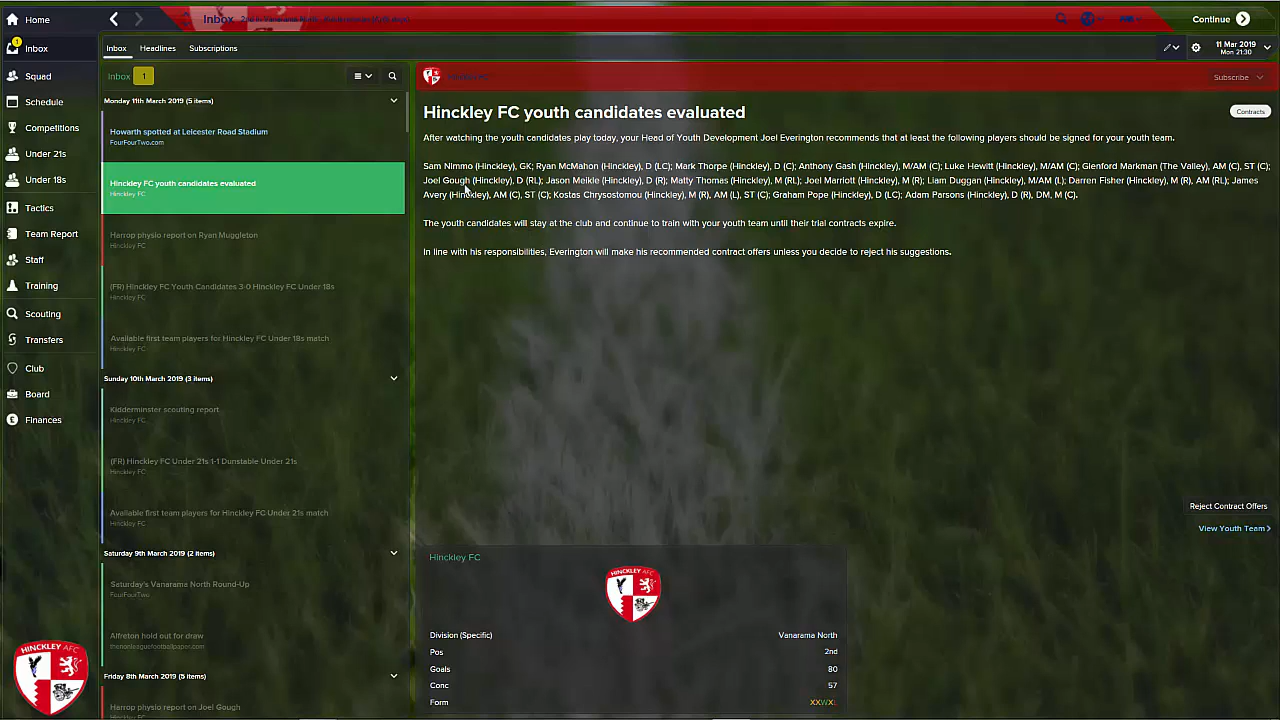 Home
Inbox
Continue
1
Inbox
Inbox
Headlines
Subscriptions
11 Mar 2019
Mon 21:30
Squad
Inbox 1
Subscribe
Schedule
Monday 11th March 2019 (5 items)
Hinckley FC youth candidates evaluated
Contracts
Competitions
Howarth spotted at Leicester Road Stadium
FourFourTwo.com
After watching the youth candidates play today, your Head of Youth Development Joel Everington recommends that at least the following players should be signed for your youth team.
Under 21s
Sam Nimmo (Hinckley), GK; Ryan McMahon (Hinckley), D (LC); Mark Thorpe (Hinckley), D (C); Anthony Gash (Hinckley), M/AM (C); Luke Hewitt (Hinckley), M/AM (C); Glenford Markman (The Valley), AM (C), ST (C);
Joel Gough (Hinckley), D (RL); Jason Meikle (Hinckley), D (R); Matty Thomas (Hinckley), M (RL); Joel Marriott (Hinckley), M (R); Liam Duggan (Hinckley), M/AM (L); Darren Fisher (Hinckley), M (R), AM (RL); James
Avery (Hinckley), AM (C), ST (C); Kostas Chrysostomou (Hinckley), M (R), AM (L), ST (C); Graham Pope (Hinckley), D (LC); Adam Parsons (Hinckley), D (R), DM, M (C).
Under 18s
Hinckley FC youth candidates evaluated
Hinckley FC
Tactics
The youth candidates will stay at the club and continue to train with your youth team until their trial contracts expire.
Team Report
Harrop physio report on Ryan Muggleton
Hinckley FC
In line with his responsibilities, Everington will make his recommended contract offers unless you decide to reject his suggestions.
Staff
Training
(FR) Hinckley FC Youth Candidates 3-0 Hinckley FC Under 18s
Hinckley FC
Scouting
Transfers
Available first team players for Hinckley FC Under 18s match
Hinckley FC
Club
Sunday 10th March 2019 (3 items)
Board
Kidderminster scouting report
Hinckley FC
Finances
(FR) Hinckley FC Under 21s 1-1 Dunstable Under 21s
Hinckley FC
Available first team players for Hinckley FC Under 21s match
Hinckley FC
Reject Contract Offers
View Youth Team
Saturday 9th March 2019 (2 items)
Hinckley FC
Saturday's Vanarama North Round-Up
FourFourTwo
HINCKLEY AFC
Alfreton hold out for draw
thenonleaguefootballpaper.com
Division (Specific) Vanarama North
Pos 2nd
Goals 80
Conc 57
Form XXWXL
HINCKLEY AFC
Friday 8th March 2019 (5 items)
Harrop physio report on Joel Gough
Hinckley FC